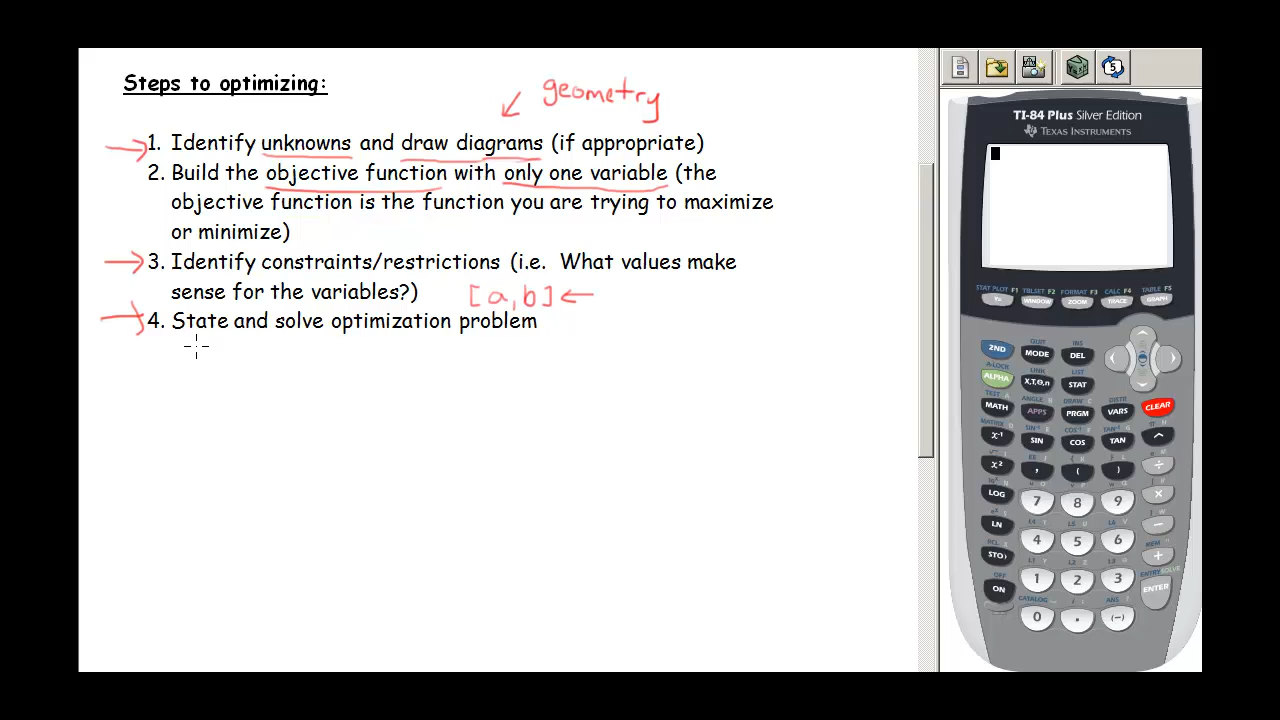 Steps to optimizing:
geometry
1. Identify unknowns and draw diagrams (if appropriate)
2. Build the objective function with only one variable (the
objective function is the function you are trying to maximize
or minimize)
3. Identify constraints/restrictions (i.e. What values make
sense for the variables?)
[a,b]
4. State and solve optimization problem
TI-84 Plus Silver Edition
TEXAS INSTRUMENTS
STAT PLOT F1 TBLSET F2 FORMAT F3 CALC F4 TABLE F5
Y= WINDOW ZOOM TRACE GRAPH
QUIT INS
2ND MODE DEL
A-LOCK LINK LIST
ALPHA X,T,Θ,n STAT
TEST A ANGLE B DRAW C DISTR
MATH APPS PRGM VARS CLEAR
MATRIX D SIN⁻¹ E COS⁻¹ F TAN⁻¹ G π H
x⁻¹ SIN COS TAN ^
x² , ( ) ÷
LOG 7 8 9 ×
LN 4 5 6 −
RCL X L1 Y L2 Z L3 θ MEM "
STO› 1 2 3 +
OFF CATALOG i ANS ? ENTRY SOLVE
ON 0 . (−) ENTER